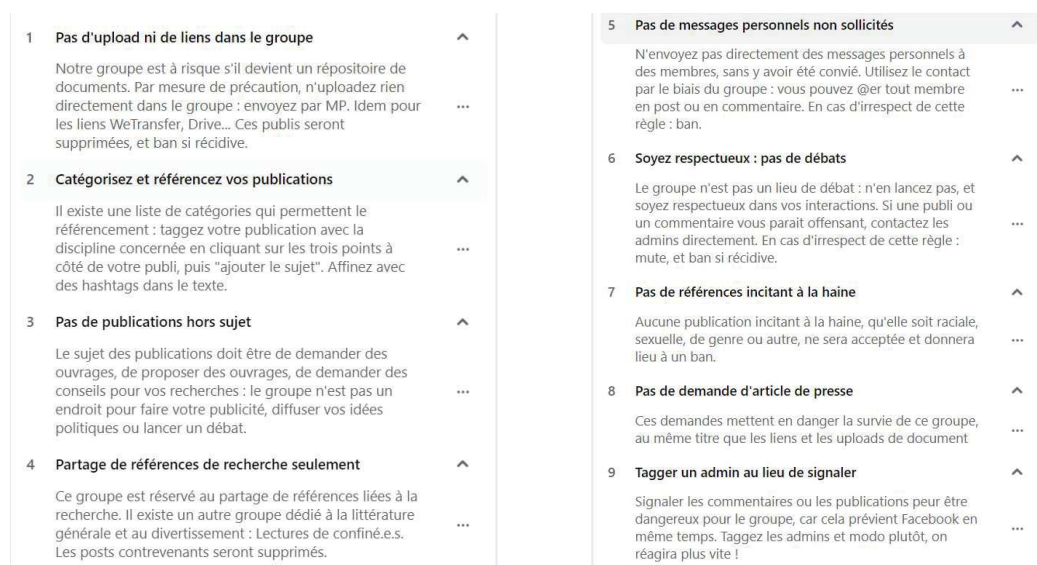 1 Pas d'upload ni de liens dans le groupe
Notre groupe est à risque s'il devient un répositoire de
documents. Par mesure de précaution, n'uploadez rien
directement dans le groupe : envoyez par MP. Idem pour
les liens WeTransfer, Drive... Ces publis seront
supprimées, et ban si récidive.
2 Catégorisez et référencez vos publications
Il existe une liste de catégories qui permettent le
référencement : taggez votre publication avec la
discipline concernée en cliquant sur les trois points à
côté de votre publi, puis "ajouter le sujet". Affinez avec
des hashtags dans le texte.
3 Pas de publications hors sujet
Le sujet des publications doit être de demander des
ouvrages, de proposer des ouvrages, de demander des
conseils pour vos recherches : le groupe n'est pas un
endroit pour faire votre publicité, diffuser vos idées
politiques ou lancer un débat.
4 Partage de références de recherche seulement
Ce groupe est réservé au partage de références liées à la
recherche. Il existe un autre groupe dédié à la littérature
générale et au divertissement : Lectures de confiné.e.s.
Les posts contrevenants seront supprimés.
5 Pas de messages personnels non sollicités
N'envoyez pas directement des messages personnels à
des membres, sans y avoir été convié. Utilisez le contact
par le biais du groupe : vous pouvez @er tout membre
en post ou en commentaire. En cas d'irrespect de cette
règle : ban.
6 Soyez respectueux : pas de débats
Le groupe n'est pas un lieu de débat : n'en lancez pas, et
soyez respectueux dans vos interactions. Si une publi ou
un commentaire vous parait offensant, contactez les
admins directement. En cas d'irrespect de cette règle :
mute, et ban si récidive.
7 Pas de références incitant à la haine
Aucune publication incitant à la haine, qu'elle soit raciale,
sexuelle, de genre ou autre, ne sera acceptée et donnera
lieu à un ban.
8 Pas de demande d'article de presse
Ces demandes mettent en danger la survie de ce groupe,
au même titre que les liens et les uploads de document
9 Tagger un admin au lieu de signaler
Signaler les commentaires ou les publications peur être
dangereux pour le groupe, car cela prévient Facebook en
même temps. Taggez les admins et modo plutôt, on
réagira plus vite !